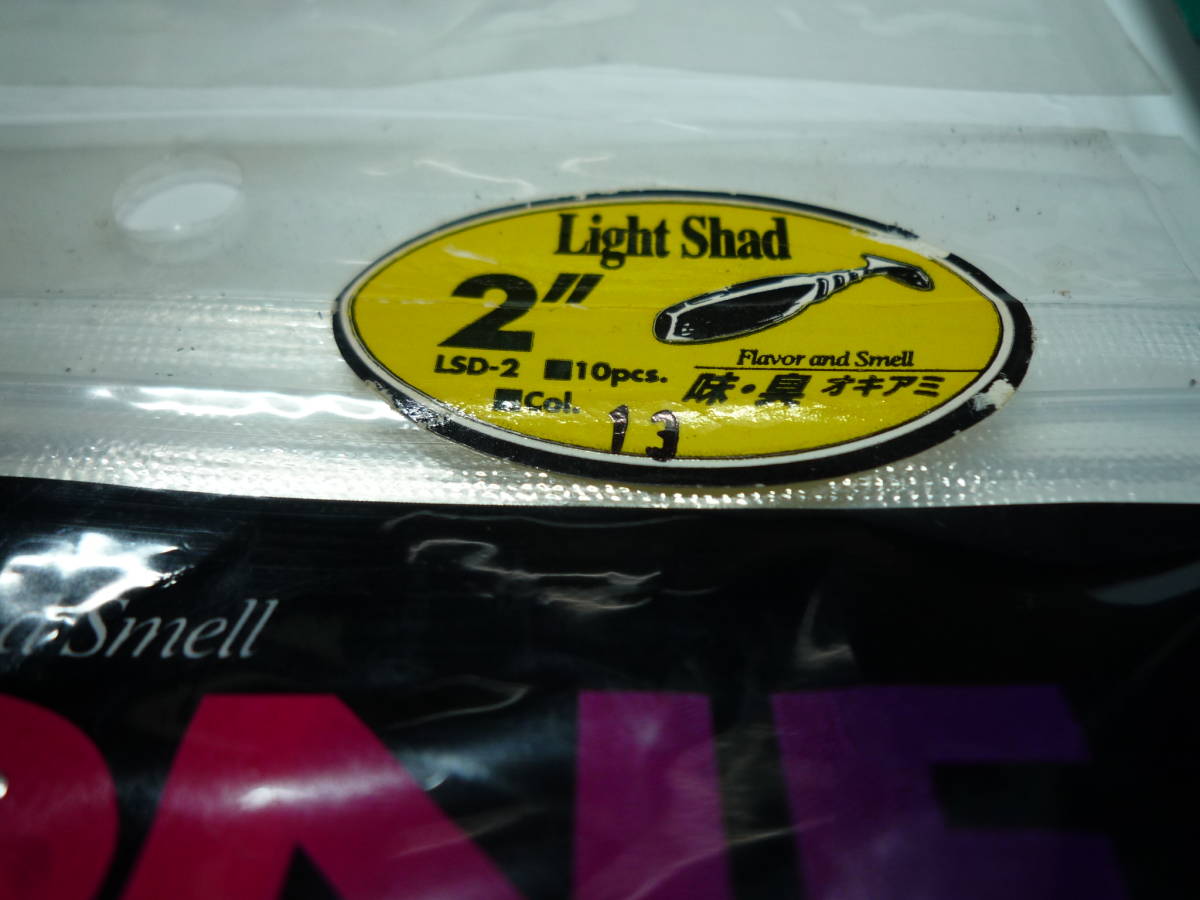 Light Shad
2"
LSD-2 ■10pcs.
■Col. 13
Flavor and Smell
味・臭 オキアミ
Smell